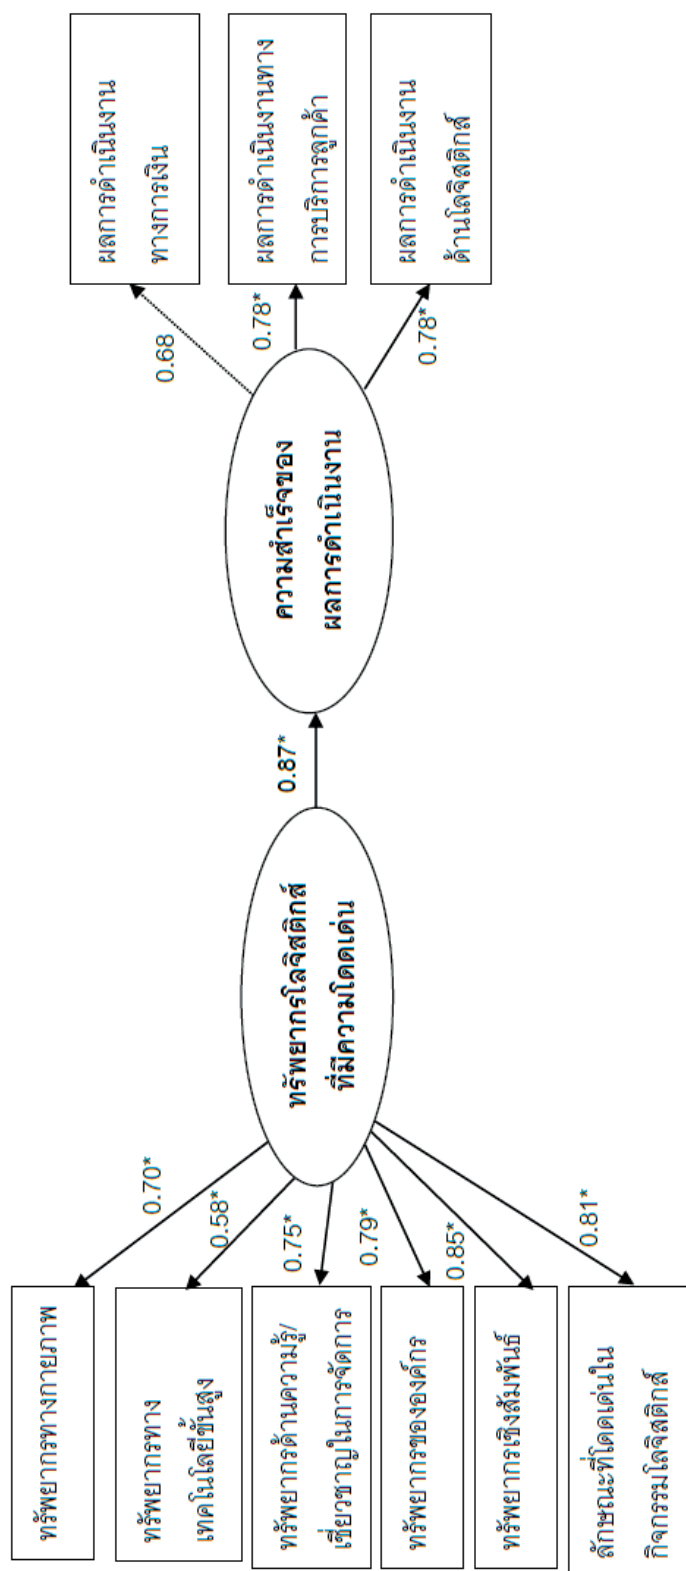 ทรัพยากรทางกายภาพ
ทรัพยากรทาง
เทคโนโลยีขั้นสูง
ทรัพยากรด้านความรู้/
เชี่ยวชาญในการจัดการ
ทรัพยากรขององค์กร
ทรัพยากรเชิงสัมพันธ์
ลักษณะที่โดดเด่นใน
กิจกรรมโลจิสติกส์
0.70*
0.58*
0.75*
0.79*
0.85*
0.81*
ทรัพยากรโลจิสติกส์
ที่มีความโดดเด่น
0.87*
ความสำเร็จของ
ผลการดำเนินงาน
0.68
0.78*
0.78*
ผลการดำเนินงาน
ทางการเงิน
ผลการดำเนินงานทาง
การบริการลูกค้า
ผลการดำเนินงาน
ด้านโลจิสติกส์